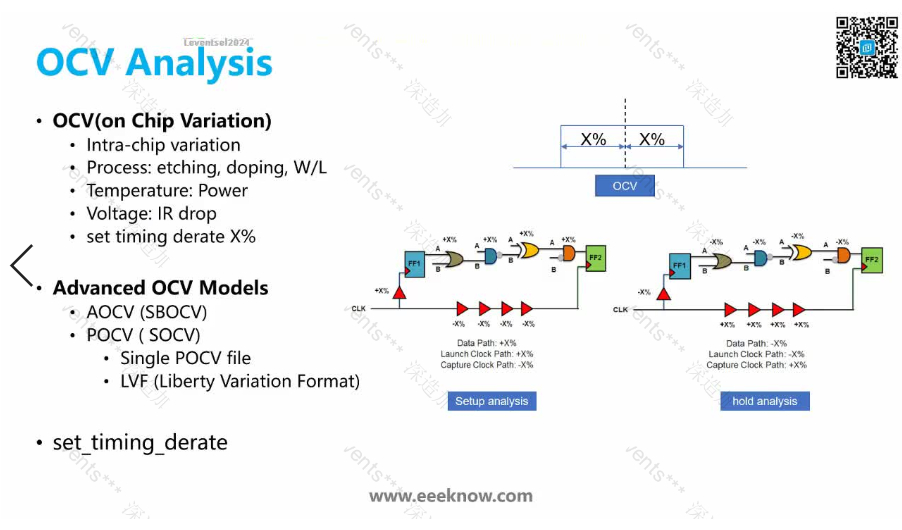 Leventsel2024
OCV Analysis
• OCV(on Chip Variation)
• Intra-chip variation
• Process: etching, doping, W/L
• Temperature: Power
• Voltage: IR drop
• set timing derate X%
• Advanced OCV Models
• AOCV (SBOCV)
• POCV ( SOCV)
• Single POCV file
• LVF (Liberty Variation Format)
• set_timing_derate
X% X%
OCV
+X% +X% +X% +X%
A A A A
B B B B
FF1 FF2
+X%
CLK
-X% -X% -X% -X%
Data Path: +X%
Launch Clock Path: +X%
Capture Clock Path: -X%
Setup analysis
-X% -X% -X% -X%
A A A A
B B B B
FF1 FF2
-X%
CLK
+X% +X% +X% +X%
Data Path: -X%
Launch Clock Path: -X%
Capture Clock Path: +X%
hold analysis
www.eeeknow.com